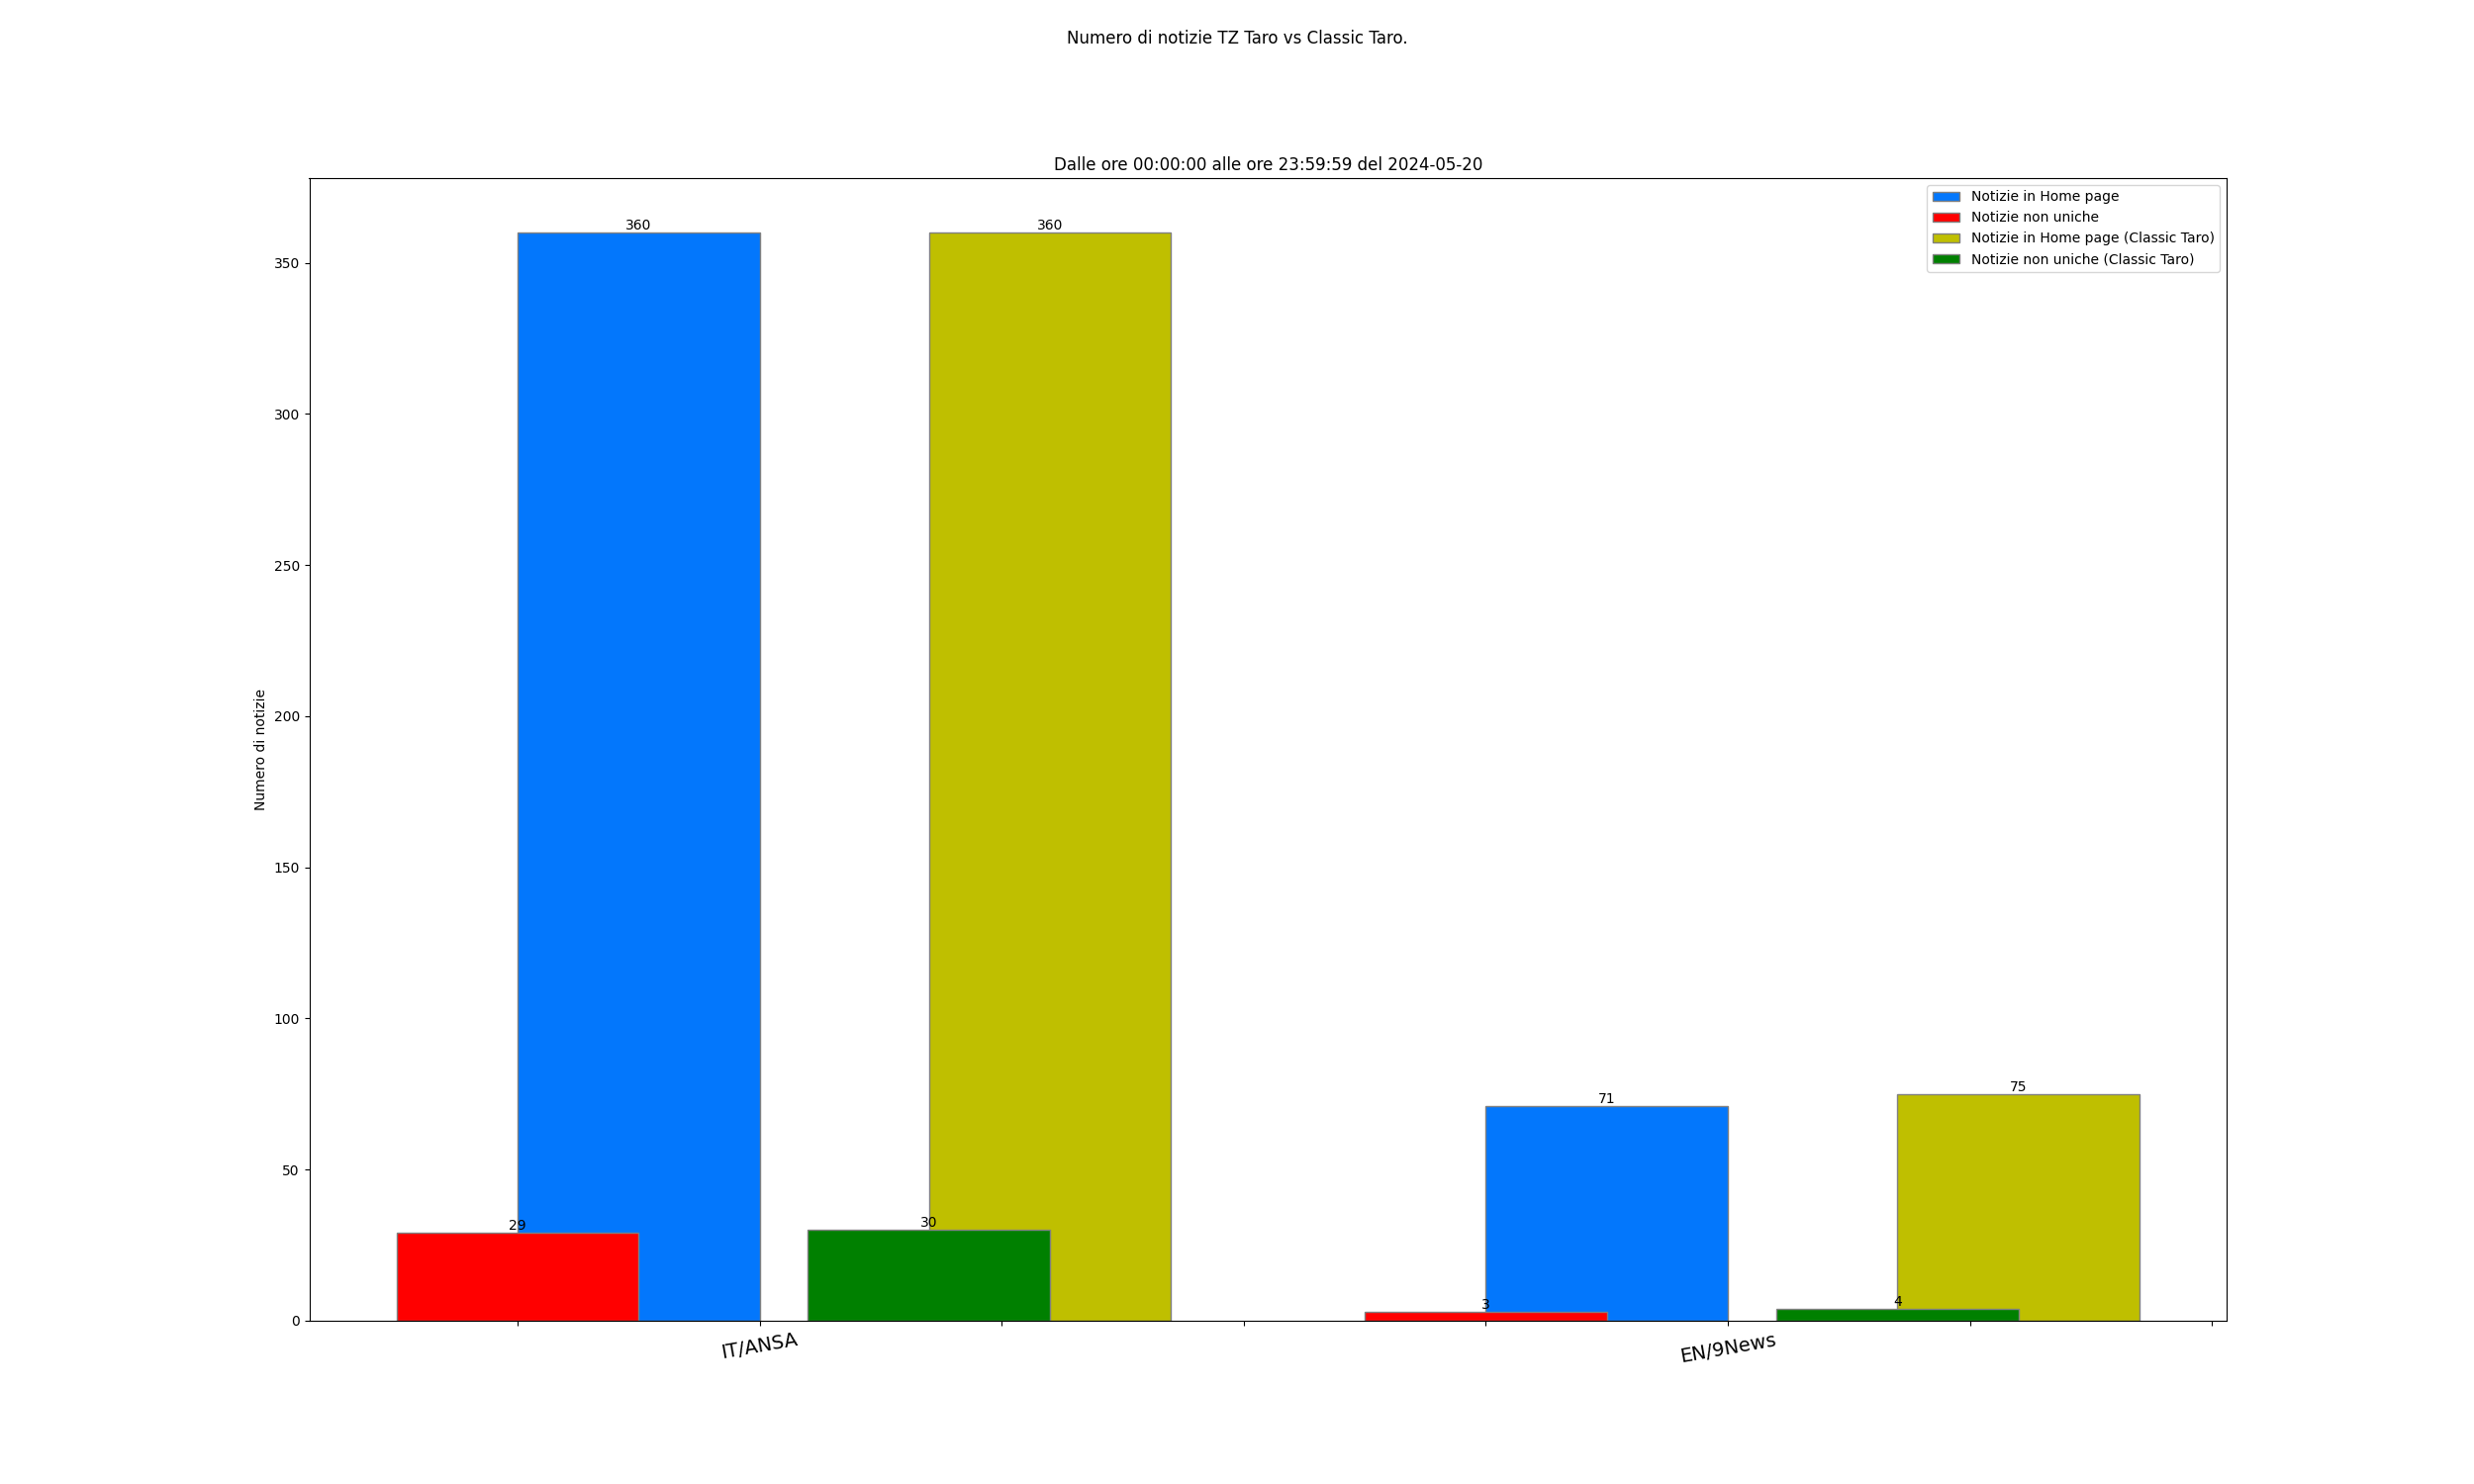 Numero di notizie TZ Taro vs Classic Taro.
Dalle ore 00:00:00 alle ore 23:59:59 del 2024-05-20
Notizie in Home page
Notizie non uniche
Notizie in Home page (Classic Taro)
Notizie non uniche (Classic Taro)
Numero di notizie
350
300
250
200
150
100
50
0
360
360
29
30
71
75
3
4
IT/ANSA
EN/9News